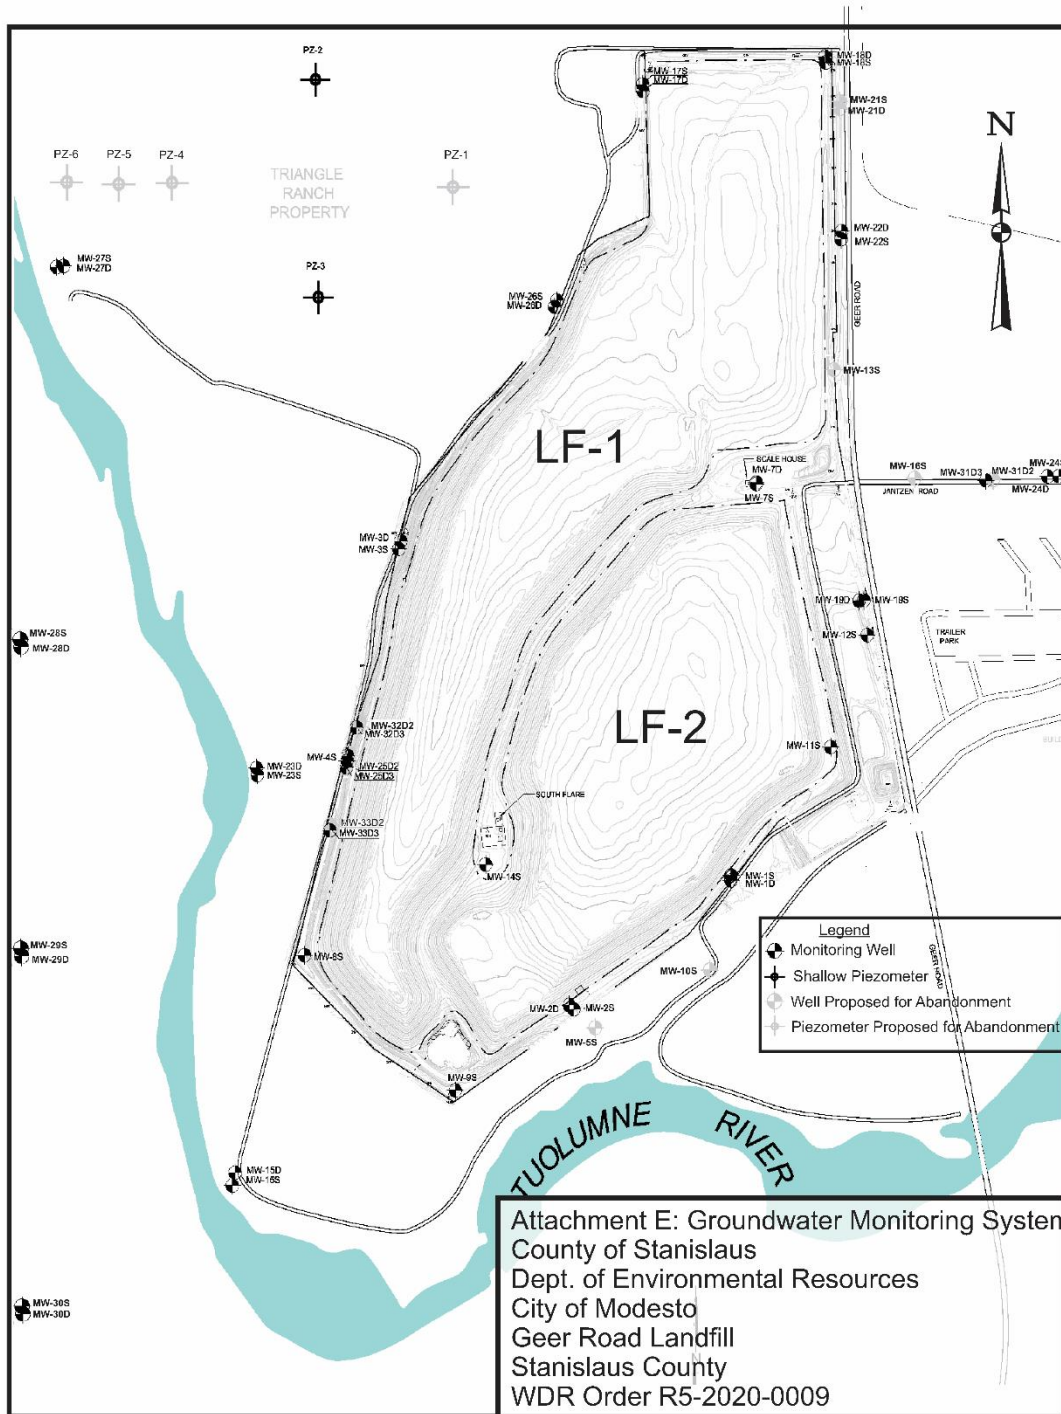 PZ-2
MW-18D
MW-18S
MW-17S
MW-17D
MW-21S
MW-21D
N
PZ-6
PZ-5
PZ-4
PZ-1
TRIANGLE
RANCH
PROPERTY
MW-22D
MW-22S
MW-27S
MW-27D
PZ-3
MW-26S
MW-26D
GEER ROAD
MW-13S
LF-1
SCALE HOUSE
MW-7D
MW-7S
MW-16S
JANTZEN ROAD
MW-31D3
MW-31D2
MW-24S
MW-24D
MW-3D
MW-3S
MW-19D
MW-19S
MW-28S
MW-28D
MW-12S
TRAILER
PARK
MW-32D2
MW-32D3
LF-2
MW-4S
MW-25D2
MW-25D3
MW-11S
MW-23D
MW-23S
SOUTH FLARE
MW-33D2
MW-33D3
MW-14S
MW-1S
MW-1D
MW-29S
MW-29D
MW-8S
MW-10S
GEER ROAD
Legend
Monitoring Well
Shallow Piezometer
Well Proposed for Abandonment
Piezometer Proposed for Abandonment
MW-2D
MW-2S
MW-5S
MW-9S
TUOLUMNE RIVER
MW-15D
MW-15S
MW-30S
MW-30D
Attachment E: Groundwater Monitoring System
County of Stanislaus
Dept. of Environmental Resources
City of Modesto
Geer Road Landfill
Stanislaus County
WDR Order R5-2020-0009